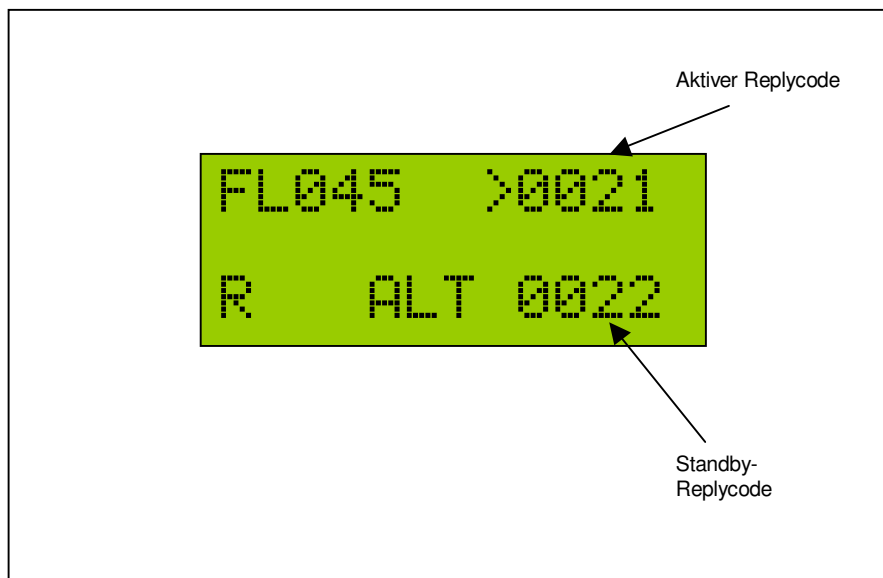 Aktiver Replycode
FL045 >0021
R ALT 0022
Standby-
Replycode